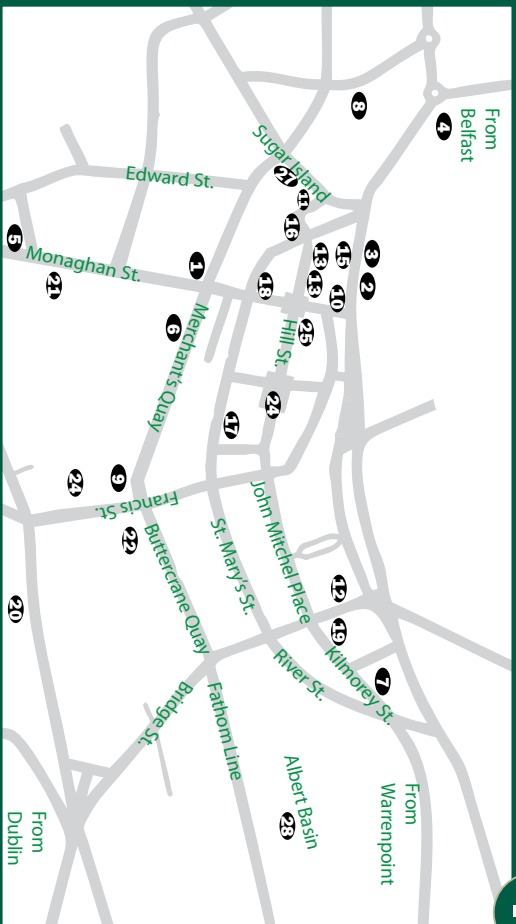 From
Belfast
4
8
Sugar Island
27
11
16
Edward St.
3
15
13
2
13
10
18
1
5
Monaghan St.
21
6
Merchant's Quay
Hill St.
25
24
17
9
24
Francis St.
22
John Mitchel Place
St. Mary's St.
Buttercrane Quay
12
19
20
Kilmorey St.
7
River St.
Bridge St.
Fathom Line
Albert Basin
28
From
Warrenpoint
From
Dublin